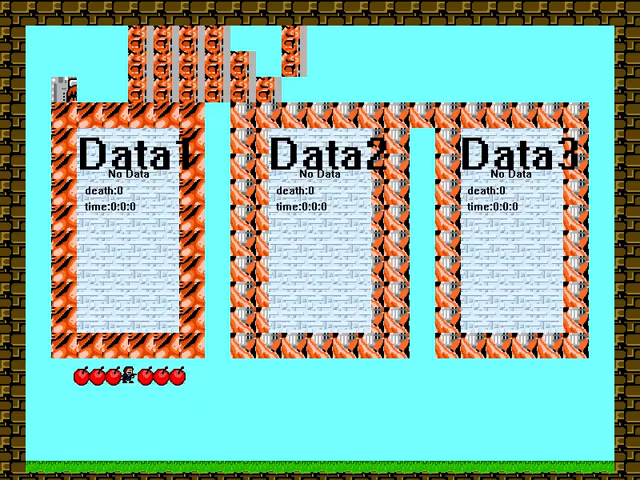 Data1
No Data
death:0
time:0:0:0
Data2
No Data
death:0
time:0:0:0
Data3
No Data
death:0
time:0:0:0